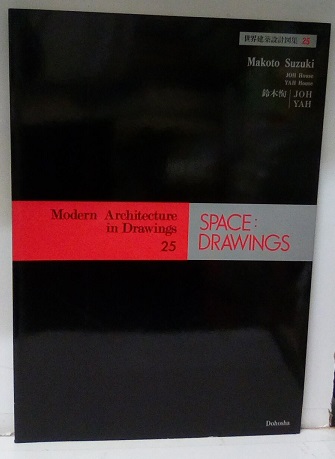 世界建築設計図集 25
Makoto Suzuki
JOH House
YAH House
鈴木恂 JOH
YAH
Modern Architecture
in Drawings
25
SPACE:
DRAWINGS
Dohosha